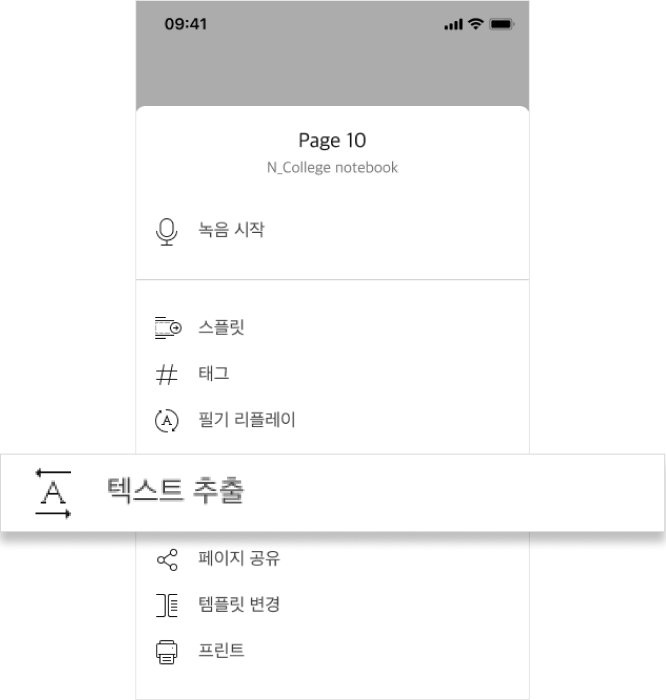 09:41
Page 10
N_College notebook
녹음 시작
스플릿
태그
필기 리플레이
텍스트 추출
페이지 공유
템플릿 변경
프린트